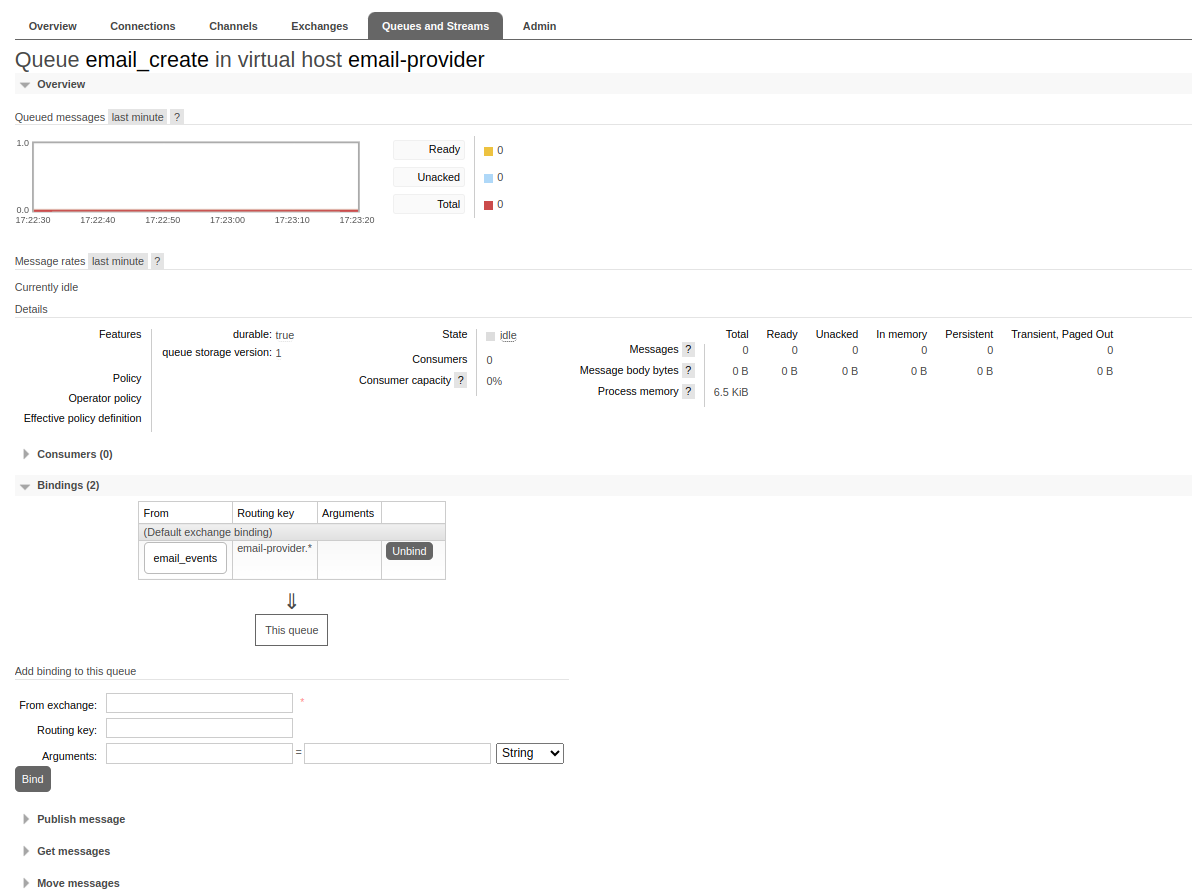 Overview Connections Channels Exchanges Queues and Streams Admin
Queue email_create in virtual host email-provider
Overview
Queued messages last minute ?
1.0
0.0
17:22:30 17:22:40 17:22:50 17:23:00 17:23:10 17:23:20
Ready 0
Unacked 0
Total 0
Message rates last minute ?
Currently idle
Details
Features durable: true
queue storage version: 1
Policy
Operator policy
Effective policy definition
State idle
Consumers 0
Consumer capacity ? 0%
Total Ready Unacked In memory Persistent Transient, Paged Out
Messages ? 0 0 0 0 0 0
Message body bytes ? 0 B 0 B 0 B 0 B 0 B 0 B
Process memory ? 6.5 KiB
Consumers (0)
Bindings (2)
From Routing key Arguments
(Default exchange binding)
email_events email-provider.* Unbind
⇓
This queue
Add binding to this queue
From exchange: *
Routing key:
Arguments: = String
Bind
Publish message
Get messages
Move messages